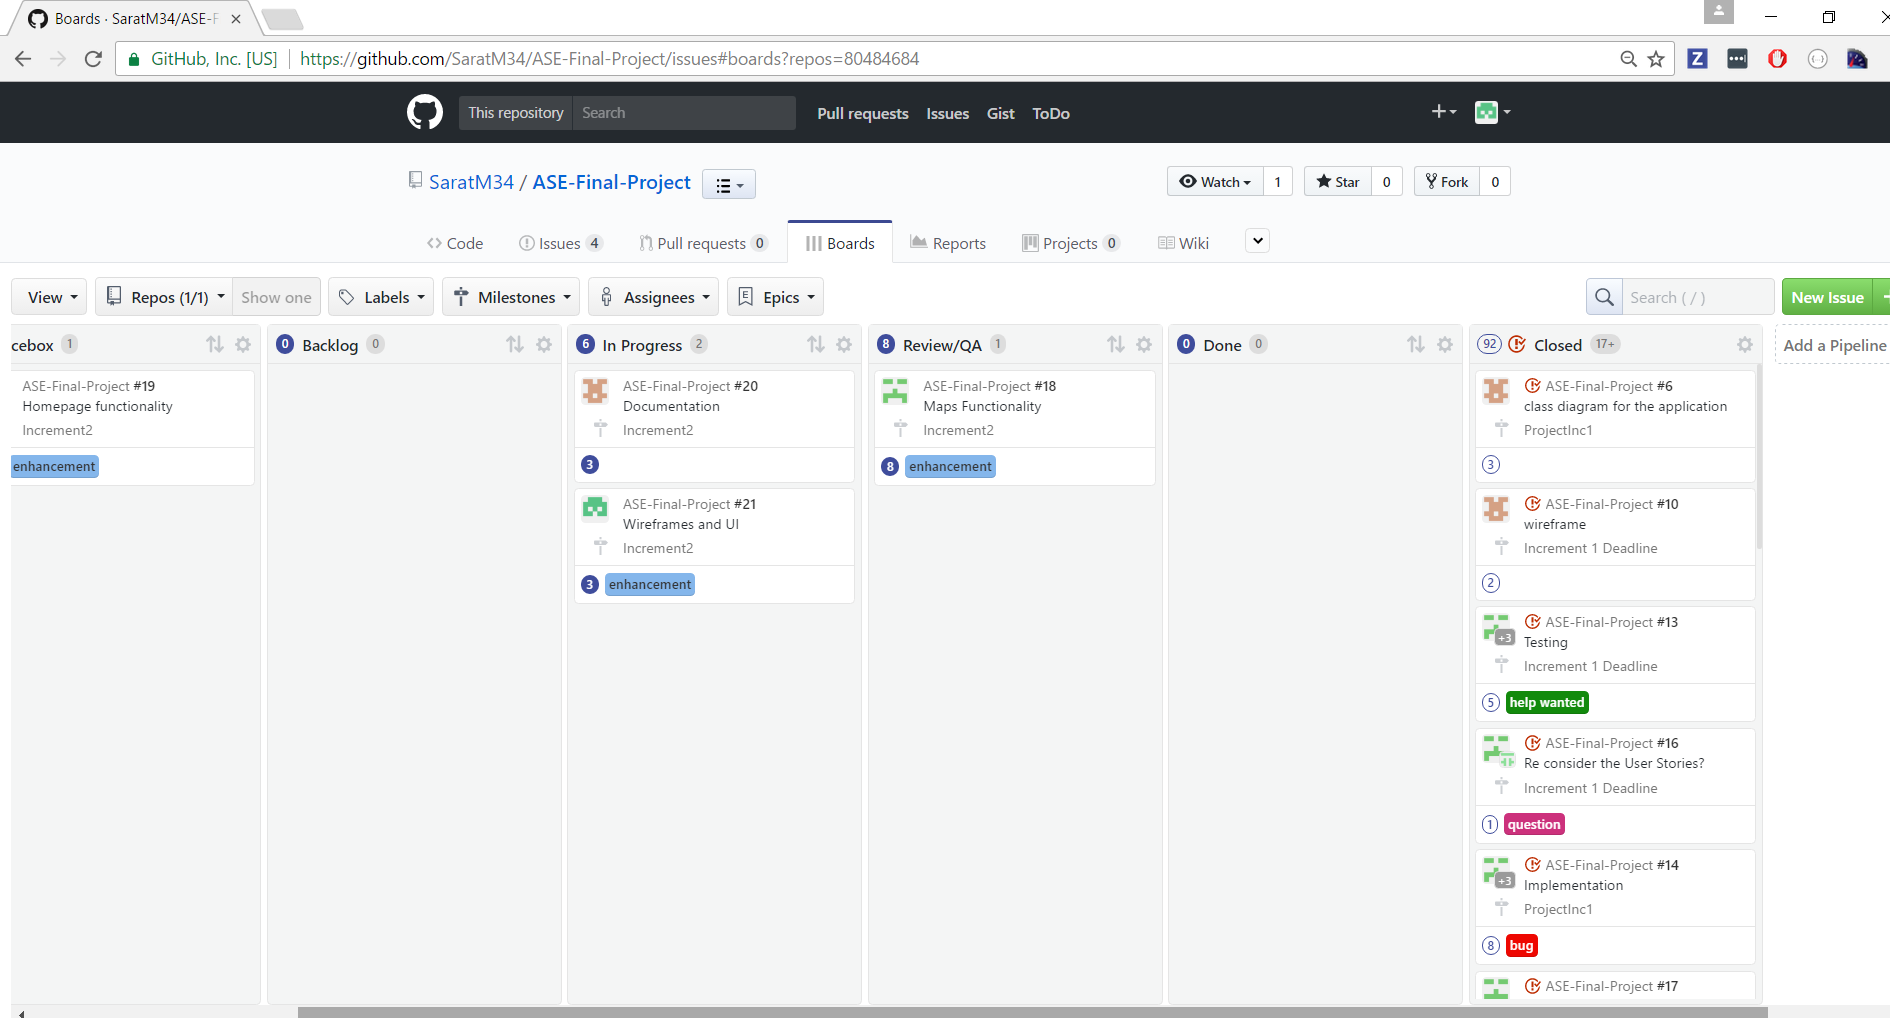 Boards · SaratM34/ASE-F
GitHub, Inc. [US]
https://github.com/SaratM34/ASE-Final-Project/issues#boards?repos=80484684
This repository
Search
Pull requests
Issues
Gist
ToDo
SaratM34 / ASE-Final-Project
Watch 1
Star 0
Fork 0
Code
Issues 4
Pull requests 0
Boards
Reports
Projects 0
Wiki
View
Repos (1/1)
Show one
Labels
Milestones
Assignees
Epics
Search ( / )
New Issue
cebox 1
ASE-Final-Project #19
Homepage functionality
Increment2
enhancement
0 Backlog 0
6 In Progress 2
ASE-Final-Project #20
Documentation
Increment2
3
ASE-Final-Project #21
Wireframes and UI
Increment2
3 enhancement
8 Review/QA 1
ASE-Final-Project #18
Maps Functionality
Increment2
8 enhancement
0 Done 0
92 Closed 17+
ASE-Final-Project #6
class diagram for the application
ProjectInc1
3
ASE-Final-Project #10
wireframe
Increment 1 Deadline
2
ASE-Final-Project #13
+3
Testing
Increment 1 Deadline
5 help wanted
ASE-Final-Project #16
Re consider the User Stories?
Increment 1 Deadline
1 question
ASE-Final-Project #14
+3
Implementation
ProjectInc1
8 bug
ASE-Final-Project #17
Add a Pipeline